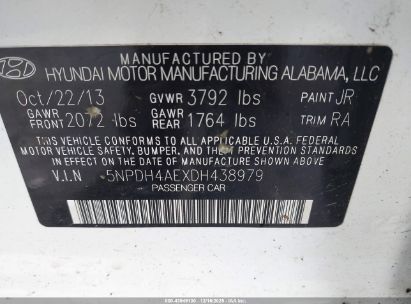 MANUFACTURED BY
HYUNDAI MOTOR MANUFACTURING ALABAMA, LLC
Oct/22/13 GVWR 3792 lbs PAINT JR
GAWR FRONT 2072 lbs GAWR REAR 1764 lbs TRIM RA
THIS VEHICLE CONFORMS TO ALL APPLICABLE U.S.A. FEDERAL
MOTOR VEHICLE SAFETY, BUMPER, AND THEFT PREVENTION STANDARDS
IN EFFECT ON THE DATE OF MANUFACTURE SHOWN ABOVE.
V.I.N 5NPDH4AEXDH438979
PASSENGER CAR